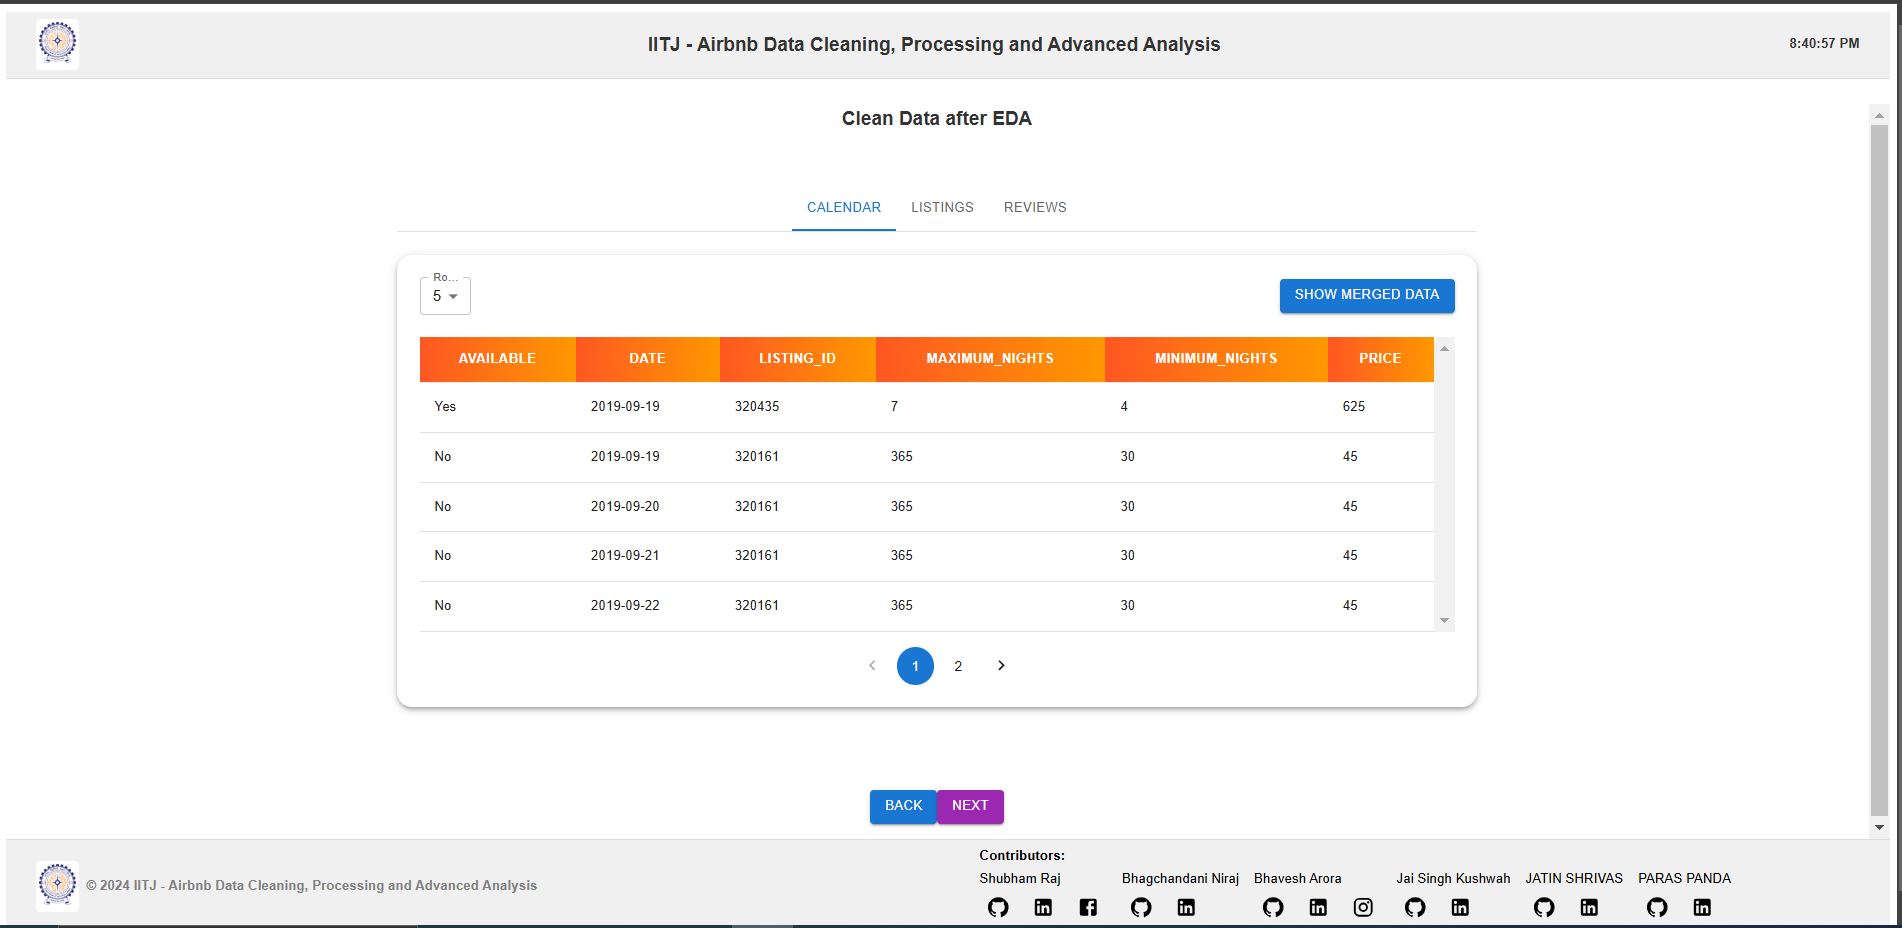 IITJ - Airbnb Data Cleaning, Processing and Advanced Analysis
8:40:57 PM
Clean Data after EDA
CALENDAR LISTINGS REVIEWS
Ro...
5
SHOW MERGED DATA
AVAILABLE DATE LISTING_ID MAXIMUM_NIGHTS MINIMUM_NIGHTS PRICE
Yes 2019-09-19 320435 7 4 625
No 2019-09-19 320161 365 30 45
No 2019-09-20 320161 365 30 45
No 2019-09-21 320161 365 30 45
No 2019-09-22 320161 365 30 45
1 2
BACK NEXT
© 2024 IITJ - Airbnb Data Cleaning, Processing and Advanced Analysis
Contributors:
Shubham Raj Bhagchandani Niraj Bhavesh Arora Jai Singh Kushwah JATIN SHRIVAS PARAS PANDA